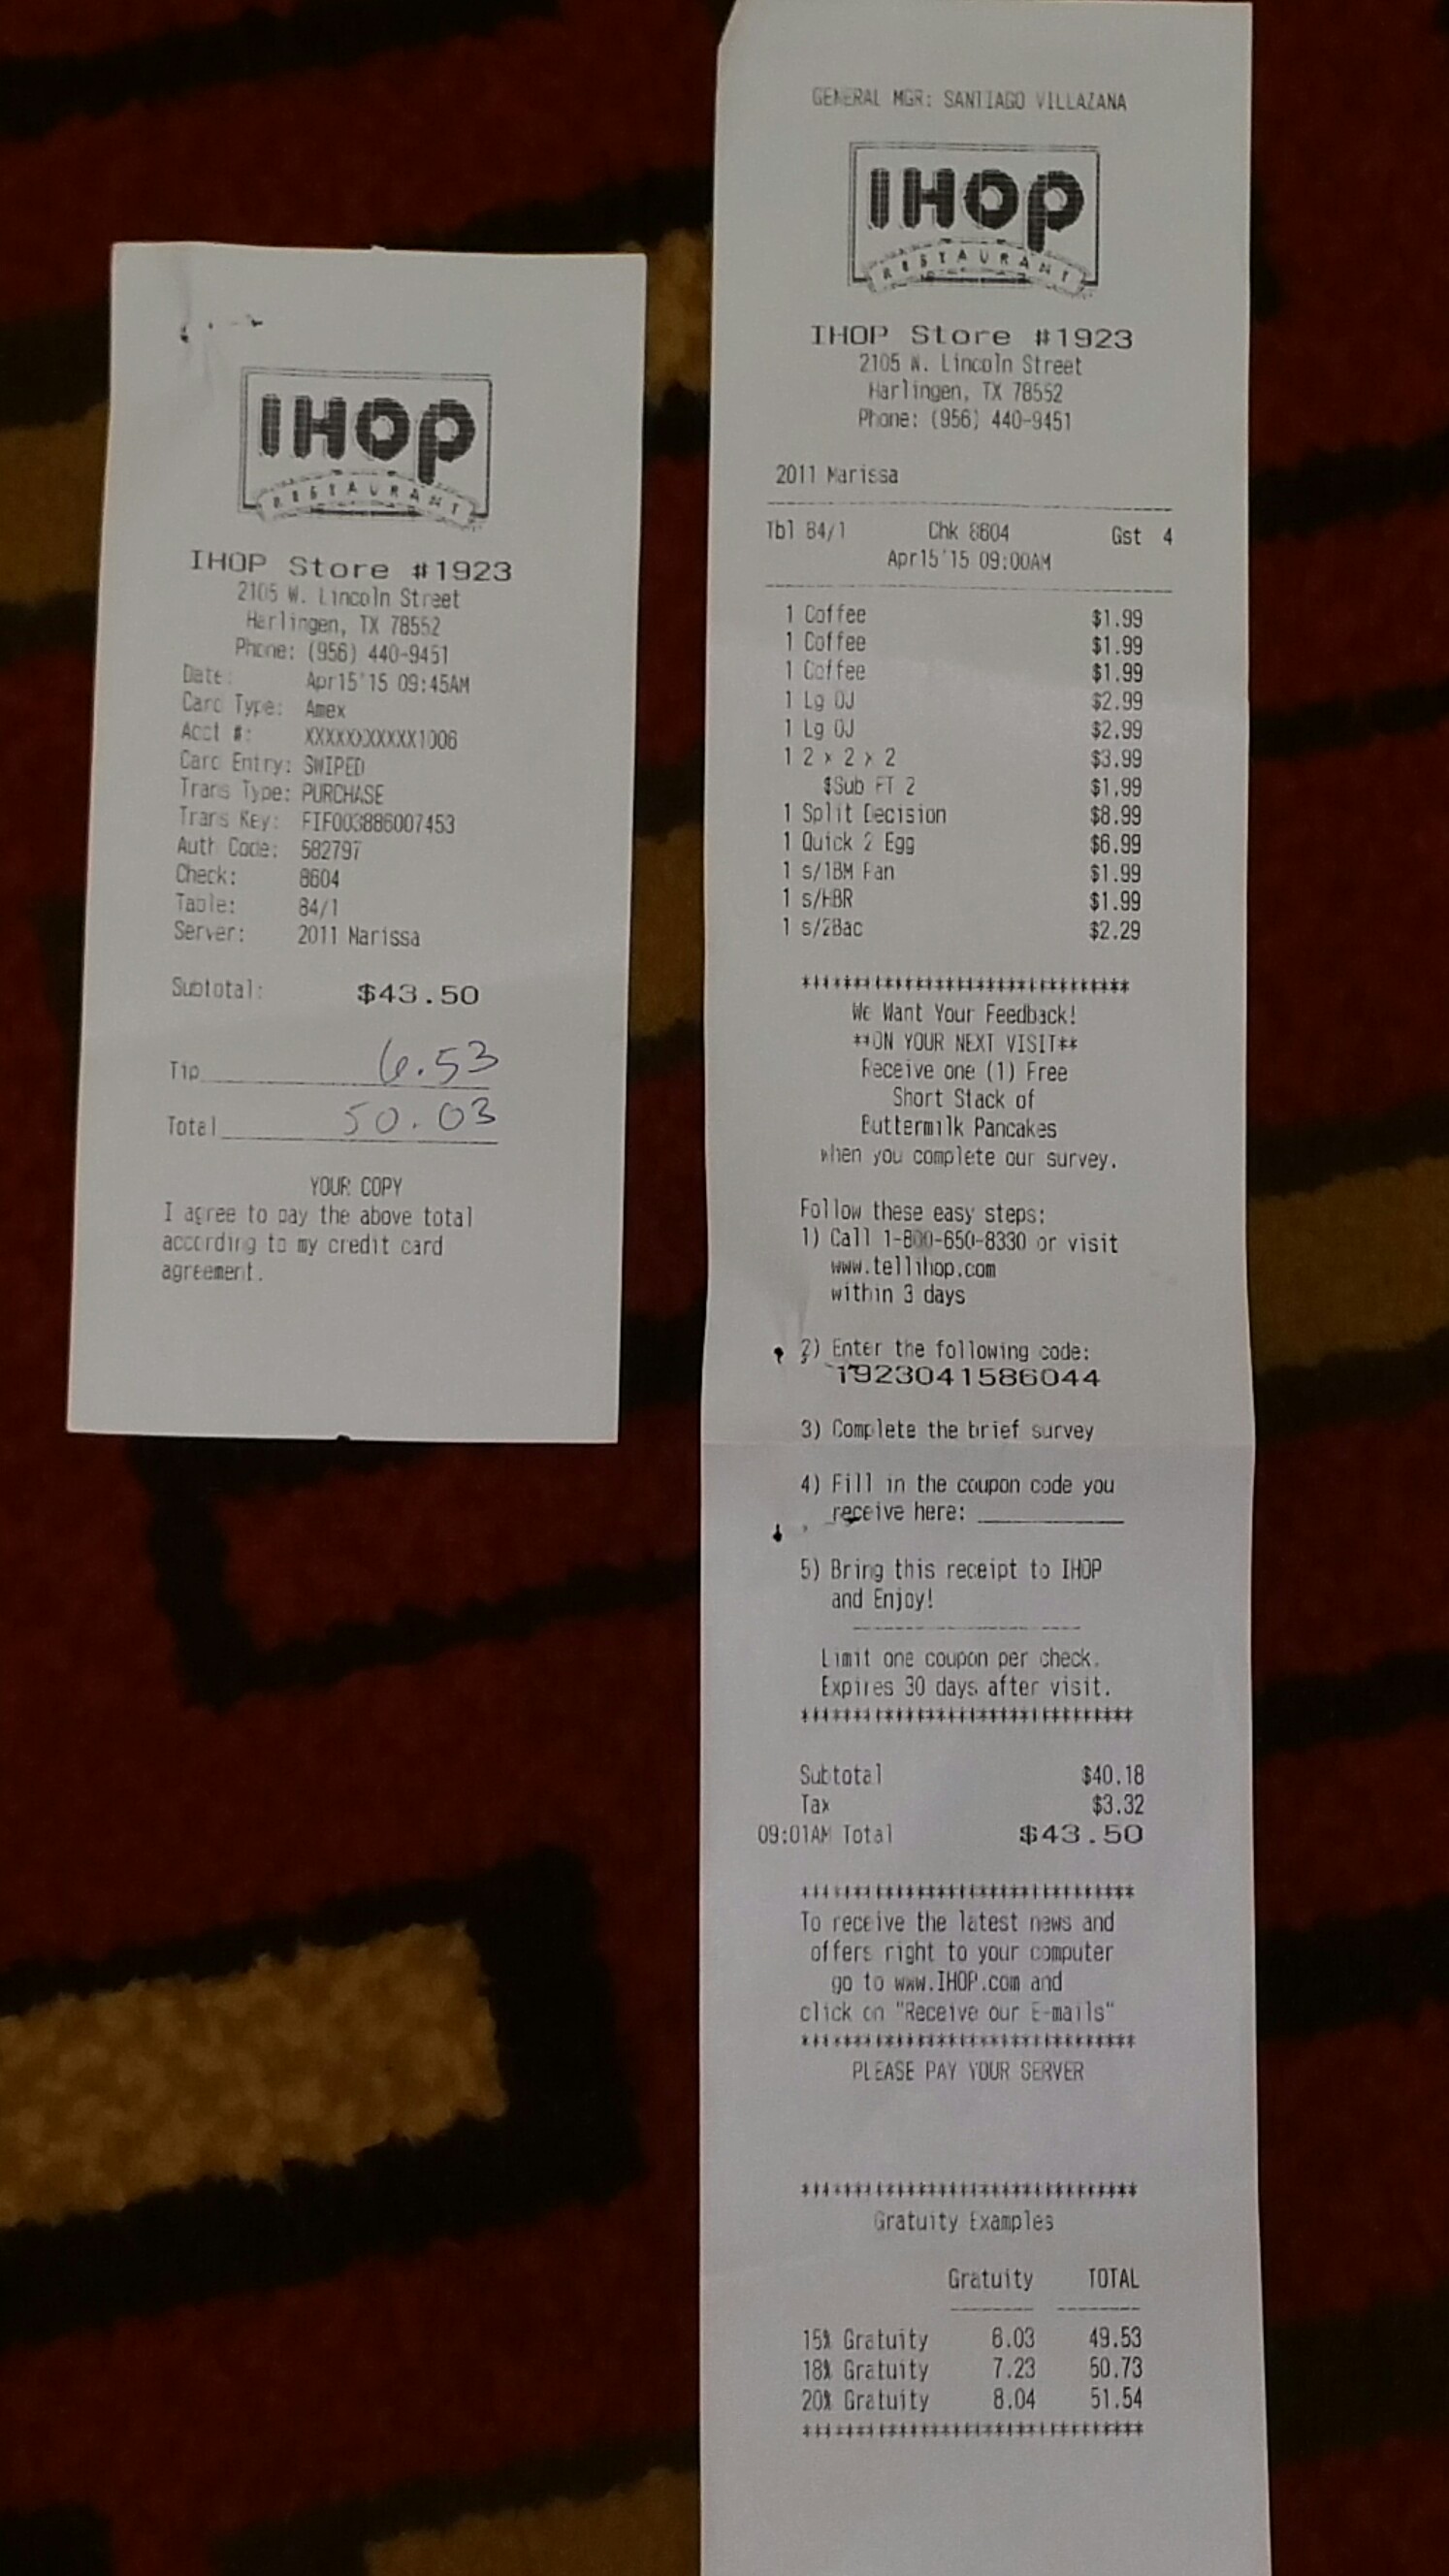 IHOP
RESTAURANT
IHOP Store #1923
2105 W. Lincoln Street
Harlingen, TX 78552
Phone: (956) 440-9451
Date: Apr15'15 09:45AM
Card Type: Amex
Acct #: XXXXXXXXXXX1006
Card Entry: SWIPED
Trans Type: PURCHASE
Trans Key: FIF003886007453
Auth Code: 582797
Check: 8604
Table: 84/1
Server: 2011 Marissa
Subtotal: $43.50
Tip 6.53
Total 50.03
YOUR COPY
I agree to pay the above total
according to my credit card
agreement.
GENERAL MGR: SANTIAGO VILLAZANA
IHOP
RESTAURANT
IHOP Store #1923
2105 W. Lincoln Street
Harlingen, TX 78552
Phone: (956) 440-9451
2011 Marissa
Tbl 84/1 Chk 8604 Gst 4
Apr15'15 09:00AM
1 Coffee $1.99
1 Coffee $1.99
1 Coffee $1.99
1 Lg OJ $2.99
1 Lg OJ $2.99
1 2 x 2 x 2 $3.99
$Sub FT 2 $1.99
1 Split Decision $8.99
1 Quick 2 Egg $6.99
1 s/1BM Pan $1.99
1 s/HBR $1.99
1 s/2Bac $2.29
********************************
We Want Your Feedback!
**ON YOUR NEXT VISIT**
Receive one (1) Free
Short Stack of
Buttermilk Pancakes
when you complete our survey.
Follow these easy steps:
1) Call 1-800-650-8330 or visit
www.tellihop.com
within 3 days
2) Enter the following code:
1923041586044
3) Complete the brief survey
4) Fill in the coupon code you
receive here: ______________
5) Bring this receipt to IHOP
and Enjoy!
----------------------
Limit one coupon per check.
Expires 30 days after visit.
********************************
Subtotal $40.18
Tax $3.32
09:01AM Total $43.50
********************************
To receive the latest news and
offers right to your computer
go to www.IHOP.com and
click on "Receive our E-mails"
********************************
PLEASE PAY YOUR SERVER
********************************
Gratuity Examples
Gratuity TOTAL
-------- --------
15% Gratuity 6.03 49.53
18% Gratuity 7.23 50.73
20% Gratuity 8.04 51.54
********************************